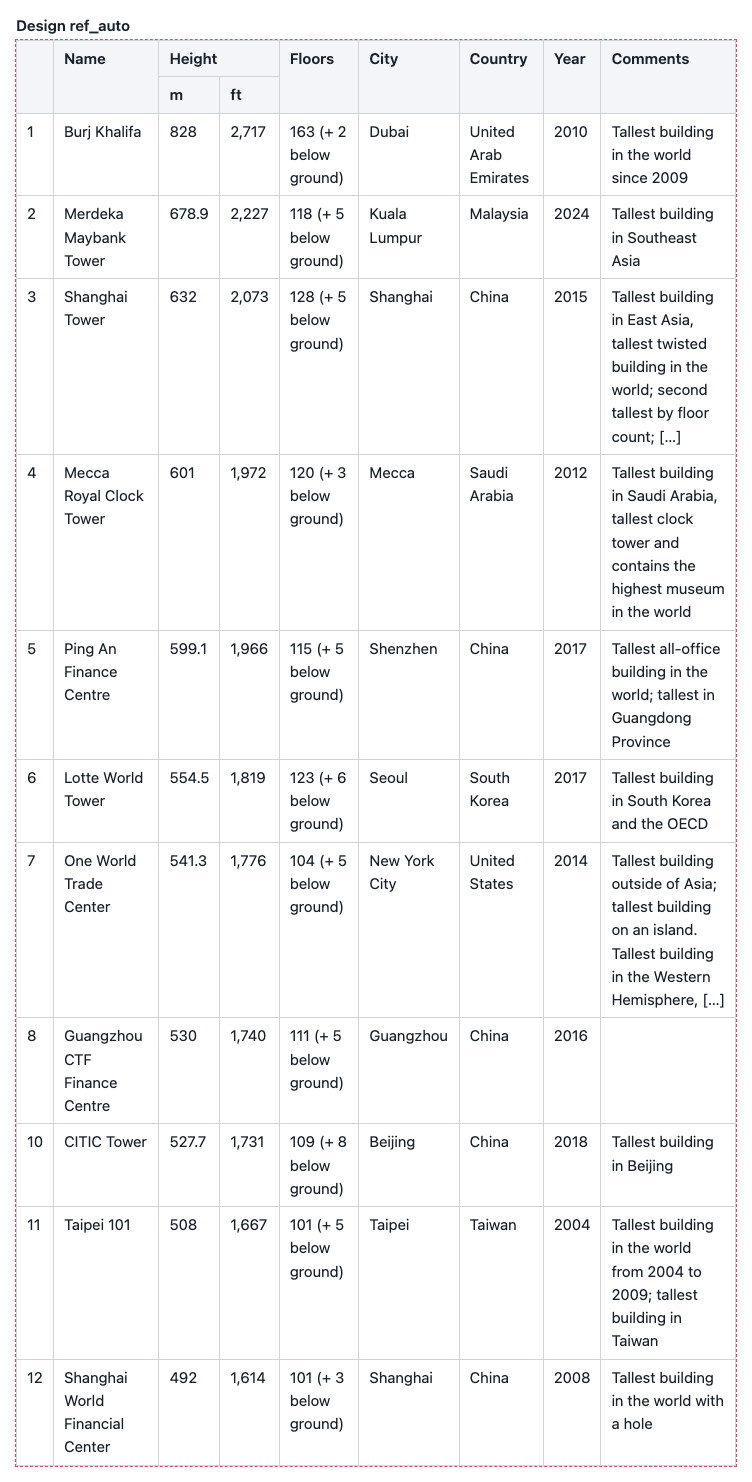 Design ref_auto
Name Height Floors City Country Year Comments
m ft
1 Burj Khalifa 828 2,717 163 (+ 2 Dubai United 2010 Tallest building
below Arab in the world
ground) Emirates since 2009
2 Merdeka 678.9 2,227 118 (+ 5 Kuala Malaysia 2024 Tallest building
Maybank below Lumpur in Southeast
Tower ground) Asia
3 Shanghai 632 2,073 128 (+ 5 Shanghai China 2015 Tallest building
Tower below in East Asia,
ground) tallest twisted
building in the
world; second
tallest by floor
count; [...]
4 Mecca 601 1,972 120 (+ 3 Mecca Saudi 2012 Tallest building
Royal Clock below Arabia in Saudi Arabia,
Tower ground) tallest clock
tower and
contains the
highest museum
in the world
5 Ping An 599.1 1,966 115 (+ 5 Shenzhen China 2017 Tallest all-office
Finance below building in the
Centre ground) world; tallest in
Guangdong
Province
6 Lotte World 554.5 1,819 123 (+ 6 Seoul South 2017 Tallest building
Tower below Korea in South Korea
ground) and the OECD
7 One World 541.3 1,776 104 (+ 5 New York United 2014 Tallest building
Trade below City States outside of Asia;
Center ground) tallest building
on an island.
Tallest building
in the Western
Hemisphere, [...]
8 Guangzhou 530 1,740 111 (+ 5 Guangzhou China 2016
CTF below
Finance ground)
Centre
10 CITIC Tower 527.7 1,731 109 (+ 8 Beijing China 2018 Tallest building
below in Beijing
ground)
11 Taipei 101 508 1,667 101 (+ 5 Taipei Taiwan 2004 Tallest building
below in the world
ground) from 2004 to
2009; tallest
building in
Taiwan
12 Shanghai 492 1,614 101 (+ 3 Shanghai China 2008 Tallest building
World below in the world with
Financial ground) a hole
Center